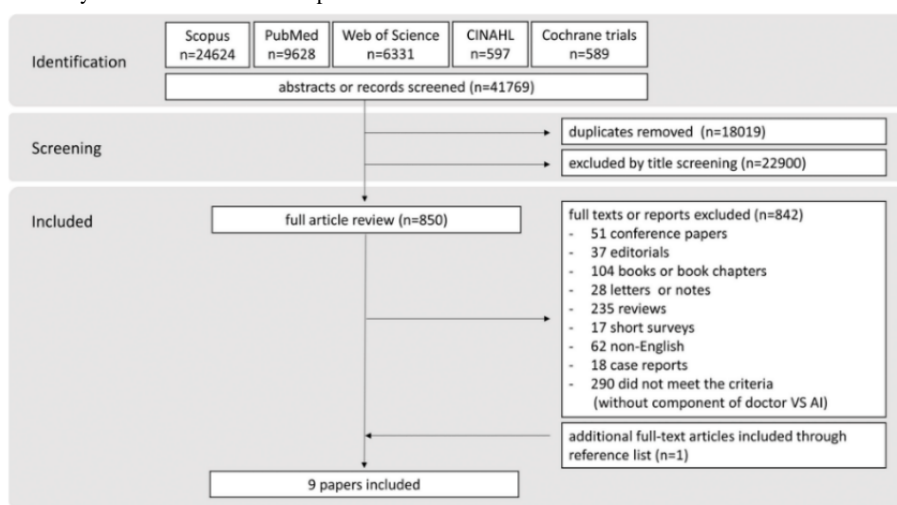 Identification
Scopus
n=24624
PubMed
n=9628
Web of Science
n=6331
CINAHL
n=597
Cochrane trials
n=589
abstracts or records screened (n=41769)
Screening
duplicates removed (n=18019)
excluded by title screening (n=22900)
Included
full article review (n=850)
full texts or reports excluded (n=842)
- 51 conference papers
- 37 editorials
- 104 books or book chapters
- 28 letters or notes
- 235 reviews
- 17 short surveys
- 62 non-English
- 18 case reports
- 290 did not meet the criteria
(without component of doctor VS AI)
additional full-text articles included through
reference list (n=1)
9 papers included